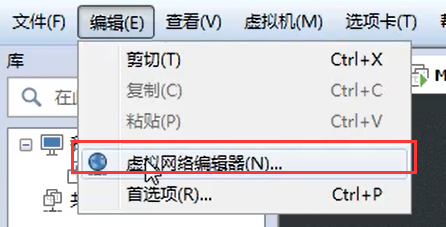 文件(F) 编辑(E) 查看(V) 虚拟机(M) 选项卡(T)
库
剪切(T) Ctrl+X
复制(C) Ctrl+C
粘贴(P) Ctrl+V
虚拟网络编辑器(N)...
首选项(R)... Ctrl+P